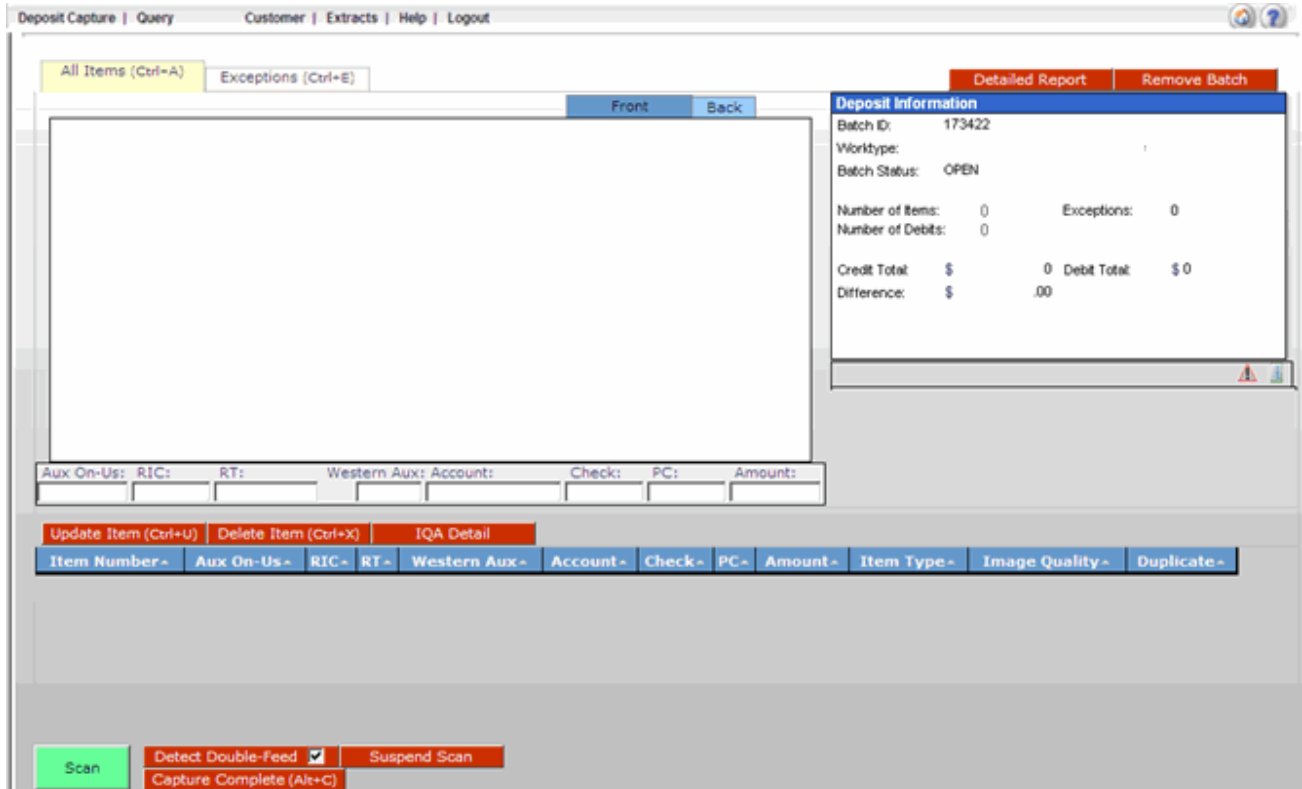 Deposit Capture | Query Customer | Extracts | Help | Logout
All Items (Ctrl+A) Exceptions (Ctrl+E)
Detailed Report Remove Batch
Front Back
Deposit Information
Batch ID: 173422
Worktype:
Batch Status: OPEN
Number of Items: 0 Exceptions: 0
Number of Debits: 0
Credit Total: $ 0 Debit Total: $ 0
Difference: $ .00
Aux On-Us: RIC: RT: Western Aux: Account: Check: PC: Amount:
Update Item (Ctrl+U) Delete Item (Ctrl+X) IQA Detail
Item Number Aux On-Us RIC RT Western Aux Account Check PC Amount Item Type Image Quality Duplicate
Scan Detect Double-Feed Suspend Scan
Capture Complete (Alt+C)